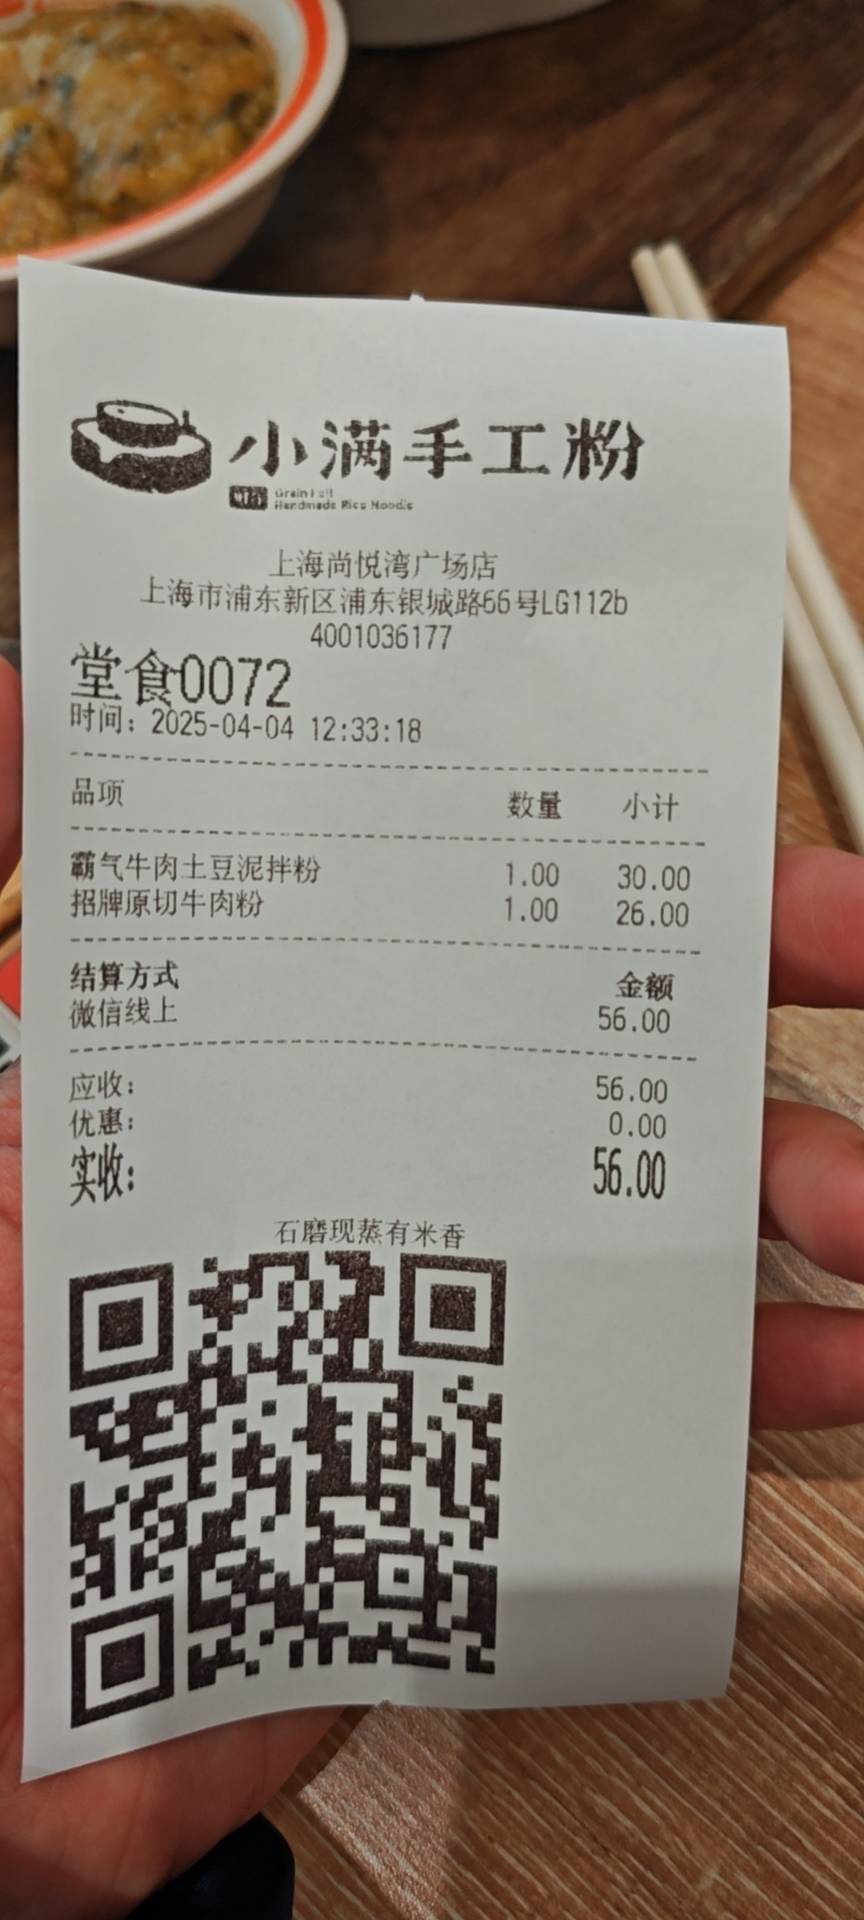 小满手工粉
Grain Full
Handmade Rice Noodle
上海尚悦湾广场店
上海市浦东新区浦东银城路66号LG112b
4001036177
堂食0072
时间：2025-04-04 12:33:18
品项 数量 小计
霸气牛肉土豆泥拌粉 1.00 30.00
招牌原切牛肉粉 1.00 26.00
结算方式 金额
微信线上 56.00
应收： 56.00
优惠： 0.00
实收： 56.00
石磨现蒸有米香